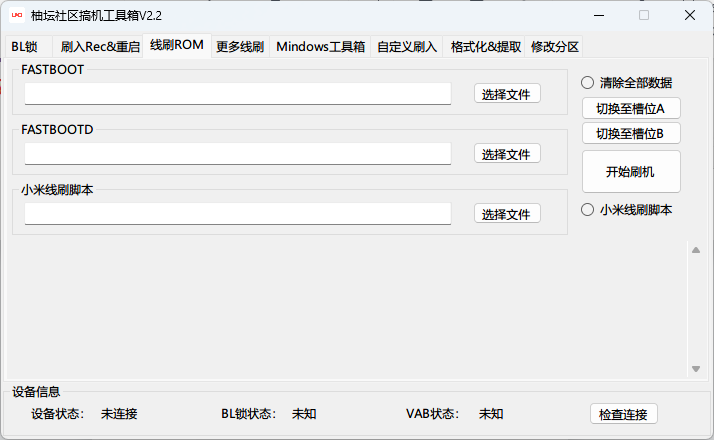 柚坛社区搞机工具箱V2.2
BL锁 刷入Rec&重启 线刷ROM 更多线刷 Mindows工具箱 自定义刷入 格式化&提取 修改分区
FASTBOOT
选择文件
FASTBOOTD
选择文件
小米线刷脚本
选择文件
清除全部数据
切换至槽位A
切换至槽位B
开始刷机
小米线刷脚本
设备信息
设备状态： 未连接 BL锁状态： 未知 VAB状态： 未知 检查连接